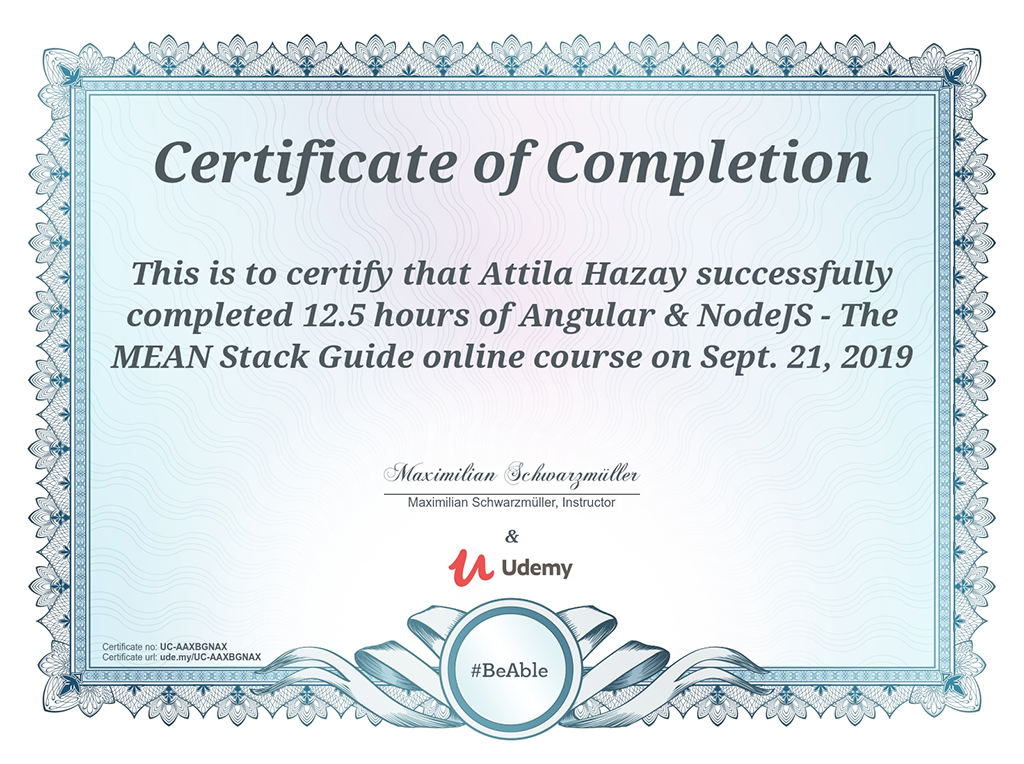 Certificate of Completion
This is to certify that Attila Hazay successfully
completed 12.5 hours of Angular & NodeJS - The
MEAN Stack Guide online course on Sept. 21, 2019
Maximilian Schwarzmüller
Maximilian Schwarzmüller, Instructor
&
Udemy
Certificate no: UC-AAXBGNAX
Certificate url: ude.my/UC-AAXBGNAX
#BeAble